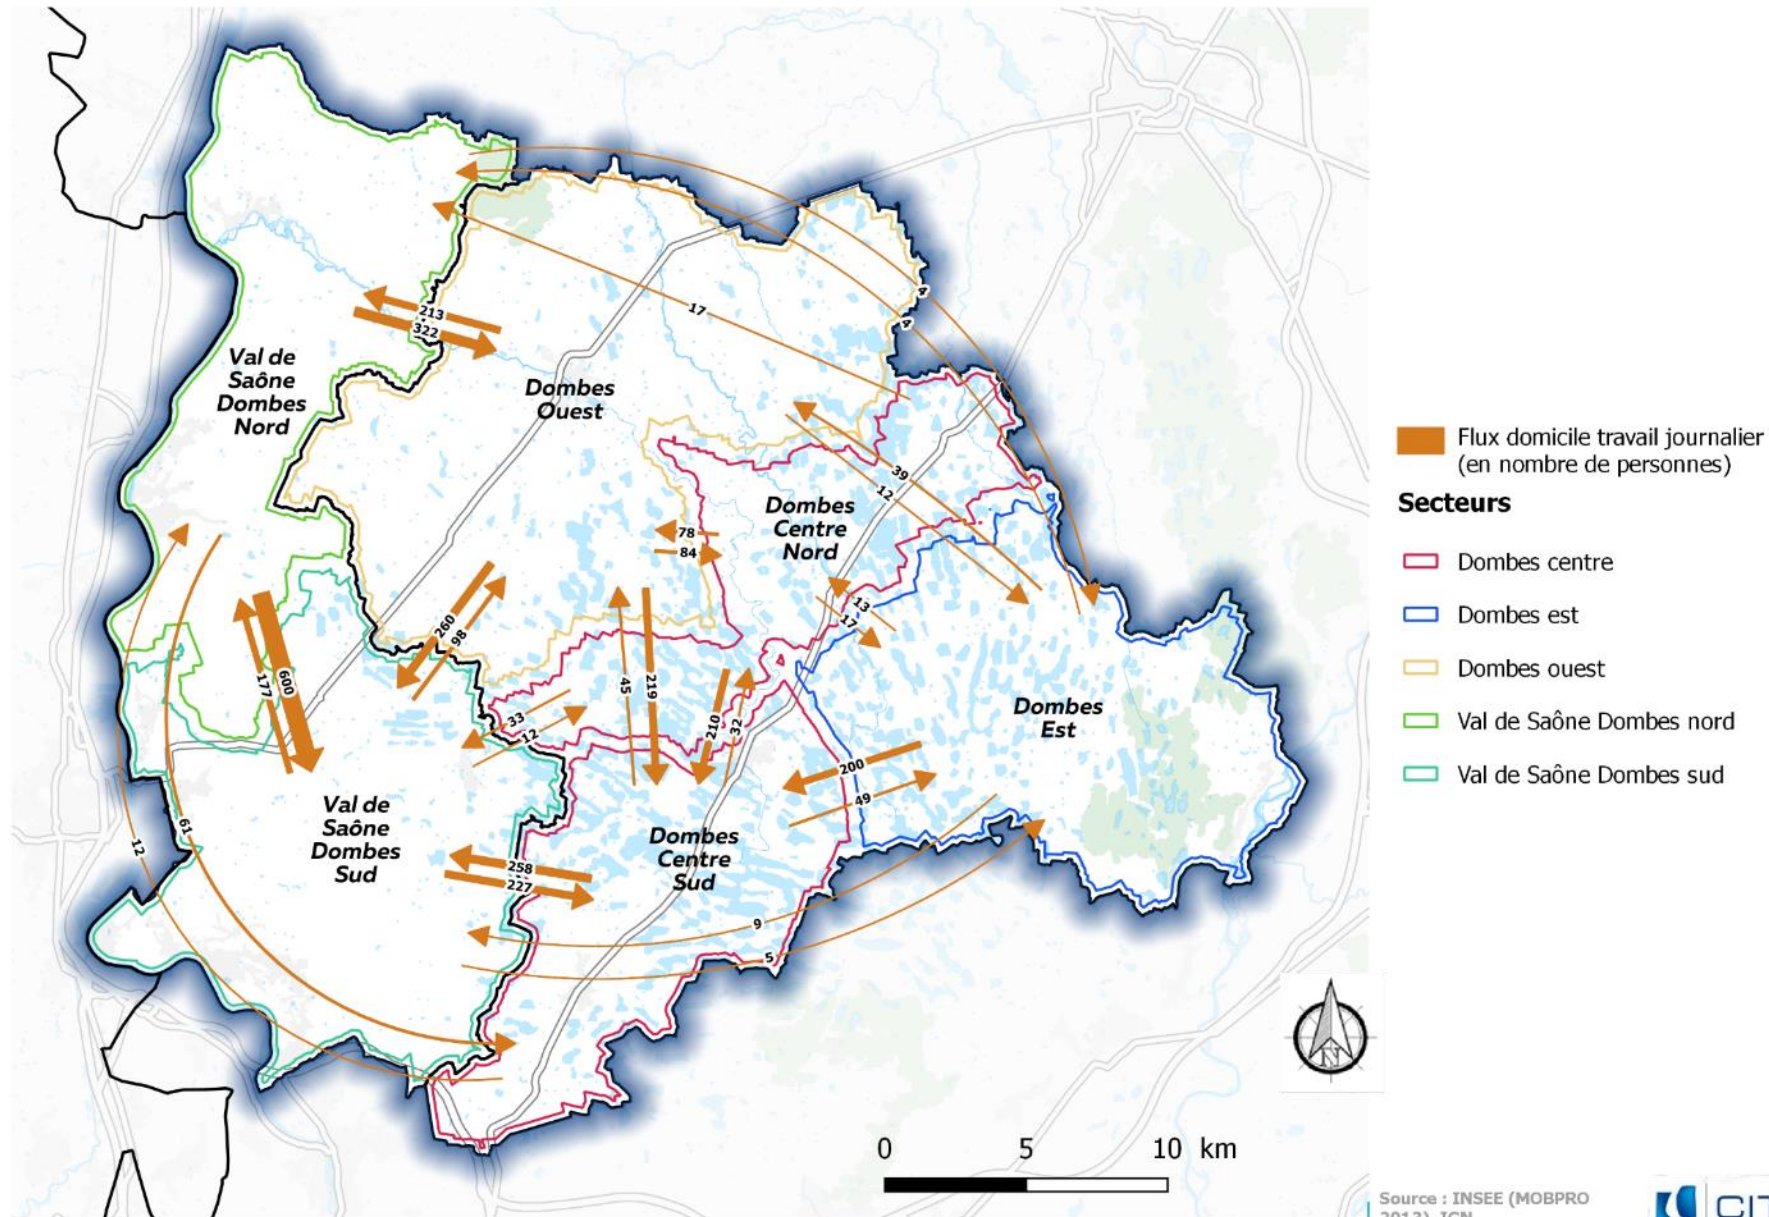 4
4
17
213
322
Val de
Saône
Dombes
Nord
Dombes
Ouest
39
12
Dombes
Centre
Nord
78
84
13
17
260
98
600
177
45
219
210
32
33
12
Dombes
Est
200
49
Val de
Saône
Dombes
Sud
Dombes
Centre
Sud
61
12
258
227
9
5
N
0 5 10 km
Flux domicile travail journalier
(en nombre de personnes)
Secteurs
Dombes centre
Dombes est
Dombes ouest
Val de Saône Dombes nord
Val de Saône Dombes sud
Source : INSEE (MOBPRO
2013), IGN
CIT